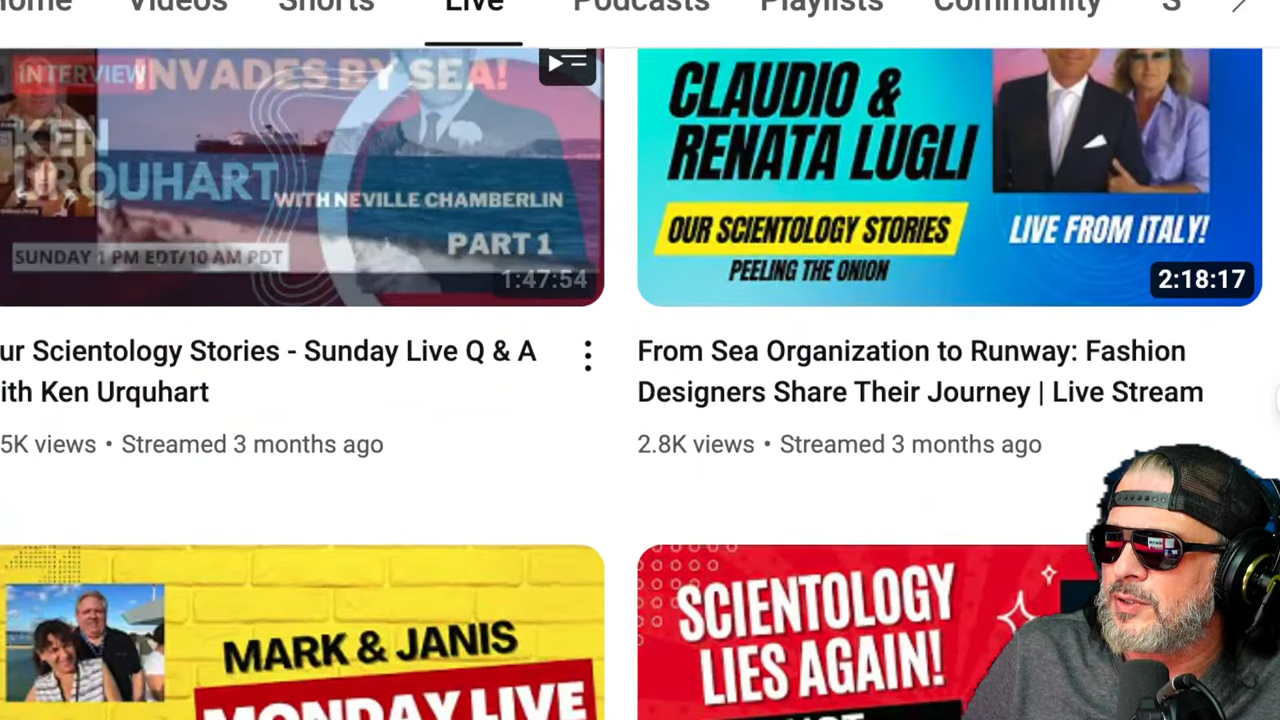 Home Videos Shorts Live Podcasts Playlists Community S
INTERVIEW
INVADES BY SEA!
KEN
URQUHART
WITH NEVILLE CHAMBERLIN
PART 1
SUNDAY 1 PM EDT/10 AM PDT
1:47:54
CLAUDIO &
RENATA LUGLI
OUR SCIENTOLOGY STORIES
PEELING THE ONION
LIVE FROM ITALY!
2:18:17
ur Scientology Stories - Sunday Live Q & A
ith Ken Urquhart
5K views • Streamed 3 months ago
From Sea Organization to Runway: Fashion
Designers Share Their Journey | Live Stream
2.8K views • Streamed 3 months ago
MARK & JANIS
MONDAY LIVE
SCIENTOLOGY
LIES AGAIN!